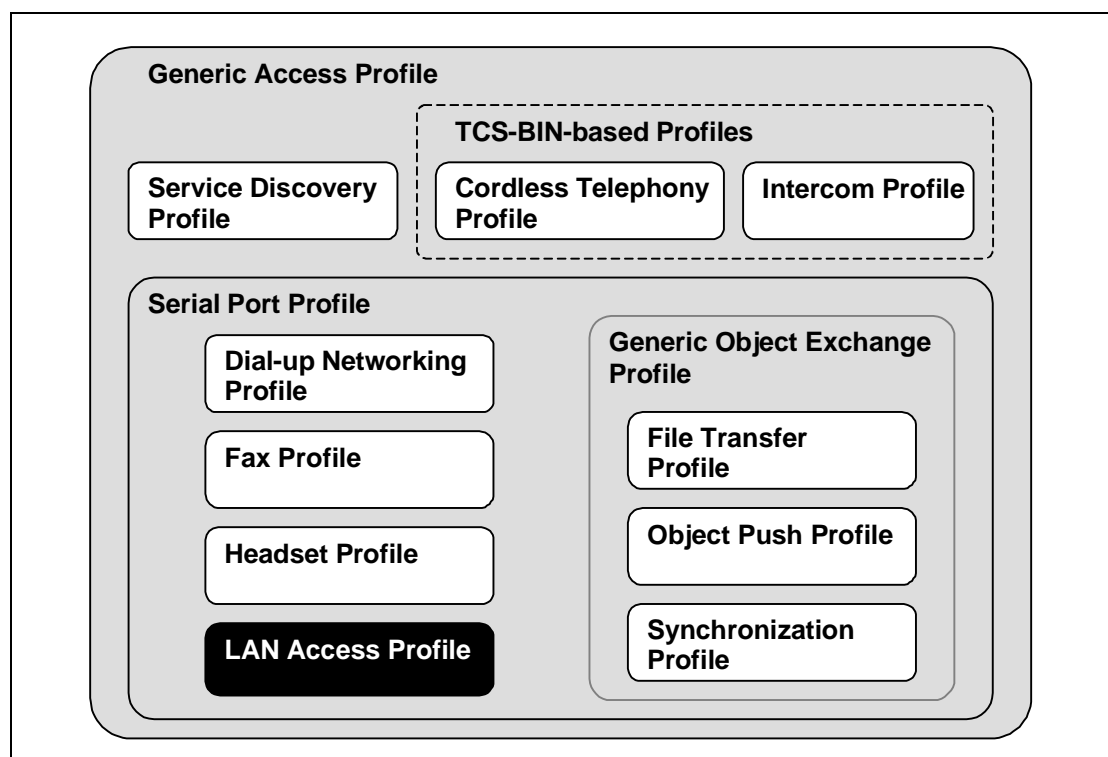 Generic Access Profile
TCS-BIN-based Profiles
Service Discovery
Profile
Cordless Telephony
Profile
Intercom Profile
Serial Port Profile
Dial-up Networking
Profile
Fax Profile
Headset Profile
LAN Access Profile
Generic Object Exchange
Profile
File Transfer
Profile
Object Push Profile
Synchronization
Profile